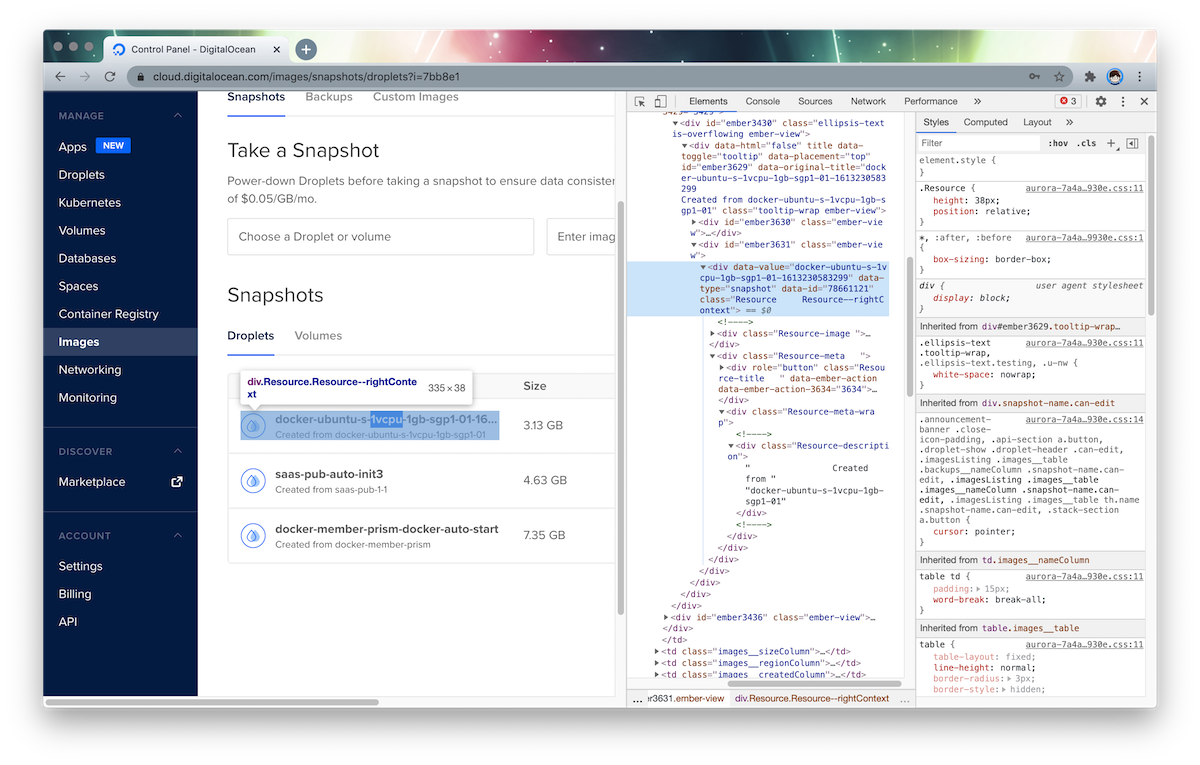 Control Panel - DigitalOcean
cloud.digitalocean.com/images/snapshots/droplets?i=7bb8e1
MANAGE
Apps NEW
Droplets
Kubernetes
Volumes
Databases
Spaces
Container Registry
Images
Networking
Monitoring
DISCOVER
Marketplace
ACCOUNT
Settings
Billing
API
Snapshots Backups Custom Images
Take a Snapshot
Power-down Droplets before taking a snapshot to ensure data consister
of $0.05/GB/mo.
Choose a Droplet or volume
Enter imag
Snapshots
Droplets Volumes
div.Resource.Resource--rightConte 335 × 38
xt
Size
docker-ubuntu-s-1vcpu-1gb-sgp1-01-16... 3.13 GB
Created from docker-ubuntu-s-1vcpu-1gb-sgp1-01
saas-pub-auto-init3 4.63 GB
Created from saas-pub-1-1
docker-member-prism-docker-auto-start 7.35 GB
Created from docker-member-prism
Elements Console Sources Network Performance » 3
▼<div id="ember3430" class="ellipsis-text
is-overflowing ember-view">
▼<div data-html="false" title data-
toggle="tooltip" data-placement="top"
id="ember3629" data-original-title="dock
er-ubuntu-s-1vcpu-1gb-sgp1-01-1613230583
299
Created from docker-ubuntu-s-1vcpu-1gb-s
gp1-01" class="tooltip-wrap ember-view">
▶<div id="ember3630" class="ember-vie
w">…</div>
▼<div id="ember3631" class="ember-vie
w">
▼<div data-value="docker-ubuntu-s-1v
cpu-1gb-sgp1-01-1613230583299" data-
type="snapshot" data-id="78661121"
class="Resource Resource--rightC
ontext"> == $0
<!---->
▶<div class="Resource-image ">…
</div>
▼<div class="Resource-meta ">
▶<div role="button" class="Resou
rce-title " data-ember-action
data-ember-action-3634="3634">…
</div>
▼<div class="Resource-meta-wra
p">
<!---->
▼<div class="Resource-descripti
on">
" Created
from "
"docker-ubuntu-s-1vcpu-1gb-
sgp1-01"
</div>
<!---->
</div>
</div>
</div>
</div>
</div>
</div>
</div>
▶<div id="ember3436" class="ember-view">…
</div>
</td>
▶<td class="images__sizeColumn">…</td>
▶<td class="images__regionColumn">…</td>
▶<td class="images__createdColumn">…</td>
... er3631.ember-view div.Resource.Resource--rightContext ...
Styles Computed Layout »
Filter :hov .cls +
element.style {
}
.Resource { aurora-7a4a…930e.css:11
height: 38px;
position: relative;
}
*, :after, :before aurora-7a4a…9930e.css:1
{
box-sizing: border-box;
}
div { user agent stylesheet
display: block;
}
Inherited from div#ember3629.tooltip-wrap…
.ellipsis-text aurora-7a4a…930e.css:11
.tooltip-wrap,
.ellipsis-text.testing, .u-nw {
white-space: nowrap;
}
Inherited from div.snapshot-name.can-edit
.announcement- aurora-7a4a…930e.css:14
banner .close-
icon-padding, .api-section a.button,
.droplet-show .droplet-header .can-edit,
.imagesListing .images__table
.backups__nameColumn .snapshot-name.can-
edit, .imagesListing .images__table
.images__nameColumn .snapshot-name.can-
edit, .imagesListing .images__table th.name
.snapshot-name.can-edit, .stack-section
a.button {
cursor: pointer;
}
Inherited from td.images__nameColumn
table td { aurora-7a4a…930e.css:11
padding:▶ 15px;
word-break: break-all;
}
Inherited from table.images__table
table { aurora-7a4a…930e.css:11
table-layout: fixed;
line-height: normal;
border-radius:▶ 3px;
border-style:▶ hidden;